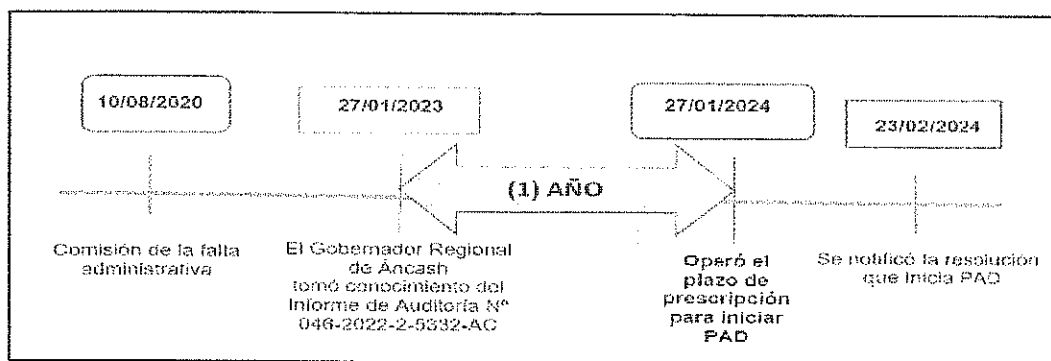 10/08/2020
27/01/2023
27/01/2024
23/02/2024
(1) AÑO
Comisión de la falta
administrativa
El Gobernador Regional
de Áncash
tomó conocimiento del
Informe de Auditoría Nº
046-2022-2-5332-AC
Operó el
plazo de
prescripción
para iniciar
PAD
Se notificó la resolución
que inicia PAD